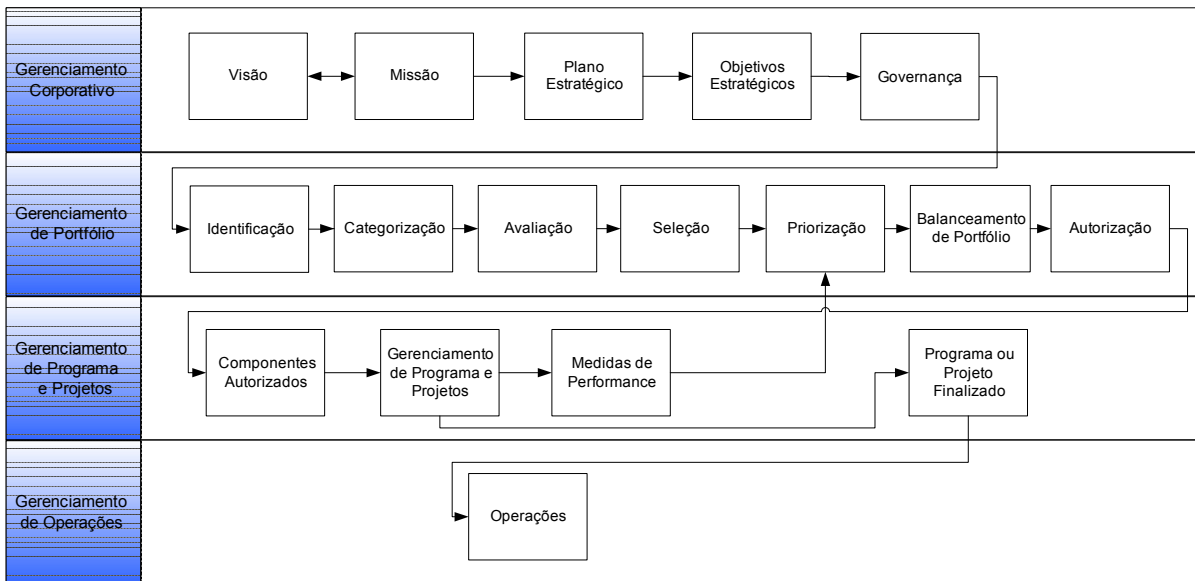 Gerenciamento
Corporativo
Visão
Missão
Plano
Estratégico
Objetivos
Estratégicos
Governança
Gerenciamento
de Portfólio
Identificação
Categorização
Avaliação
Seleção
Priorização
Balanceamento
de Portfólio
Autorização
Gerenciamento
de Programa
e Projetos
Componentes
Autorizados
Gerenciamento
de Programa e
Projetos
Medidas de
Performance
Programa ou
Projeto
Finalizado
Gerenciamento
de Operações
Operações